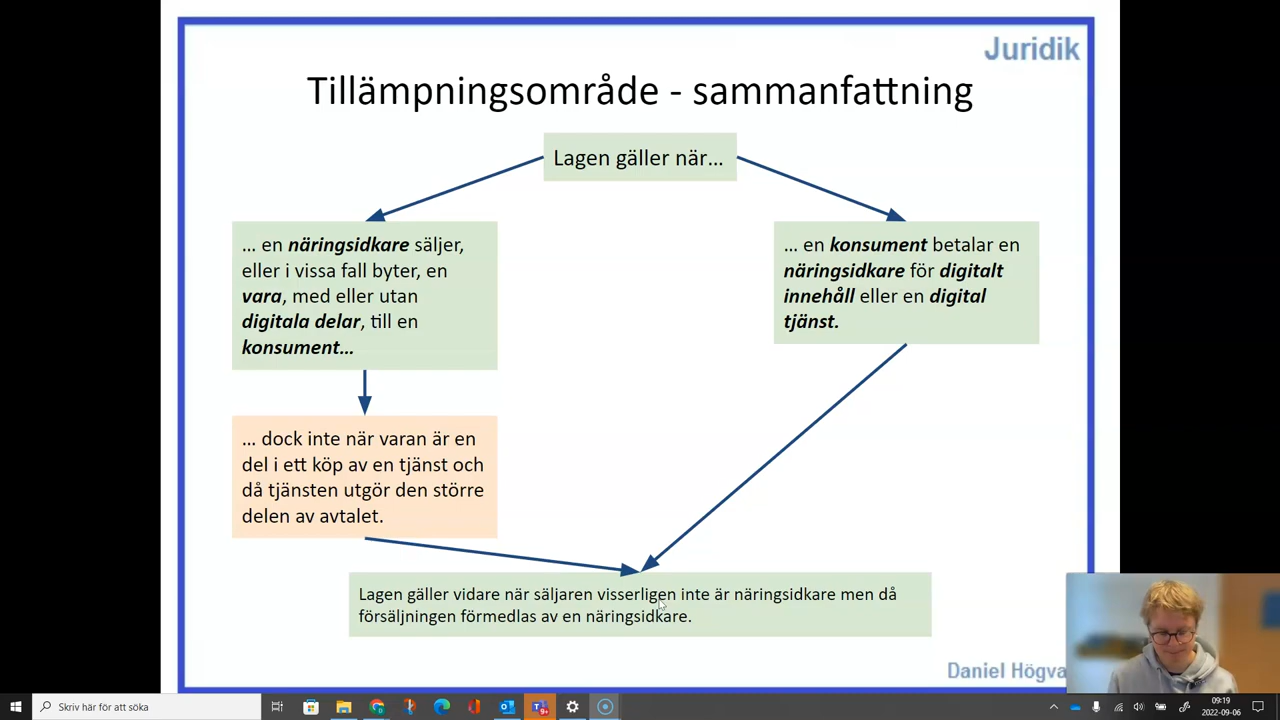 Juridik
Tillämpningsområde - sammanfattning
Lagen gäller när...
... en näringsidkare säljer,
eller i vissa fall byter, en
vara, med eller utan
digitala delar, till en
konsument...
... en konsument betalar en
näringsidkare för digitalt
innehåll eller en digital
tjänst.
... dock inte när varan är en
del i ett köp av en tjänst och
då tjänsten utgör den större
delen av avtalet.
Lagen gäller vidare när säljaren visserligen inte är näringsidkare men då
försäljningen förmedlas av en näringsidkare.
Daniel Högva
Skriv här för att söka
9+
09:19
2022-09-06